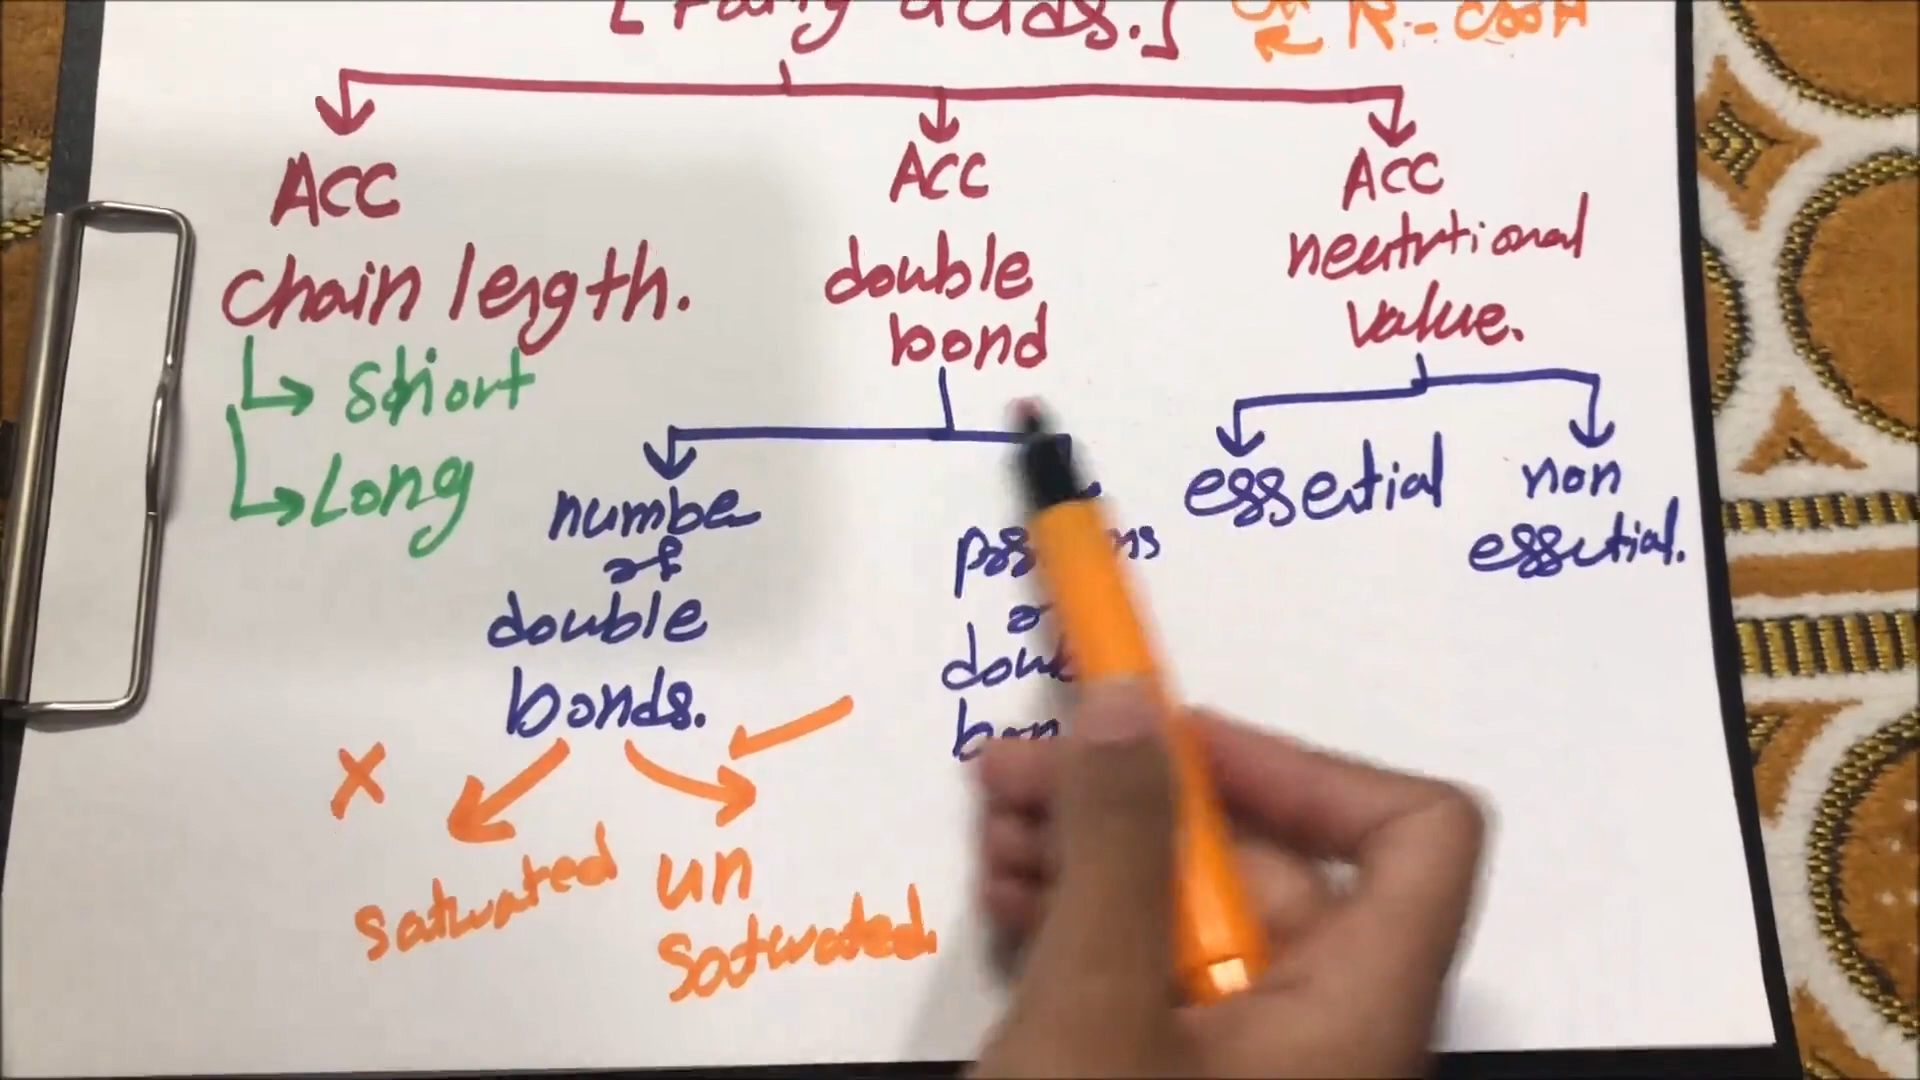 [Fatty acids.]
R - COOH
Acc
chain length.
Short
Long
Acc
double
bond
number
of
double
bonds.
saturated
un
saturated
Acc
neutrtional
value.
essential
non
essential.